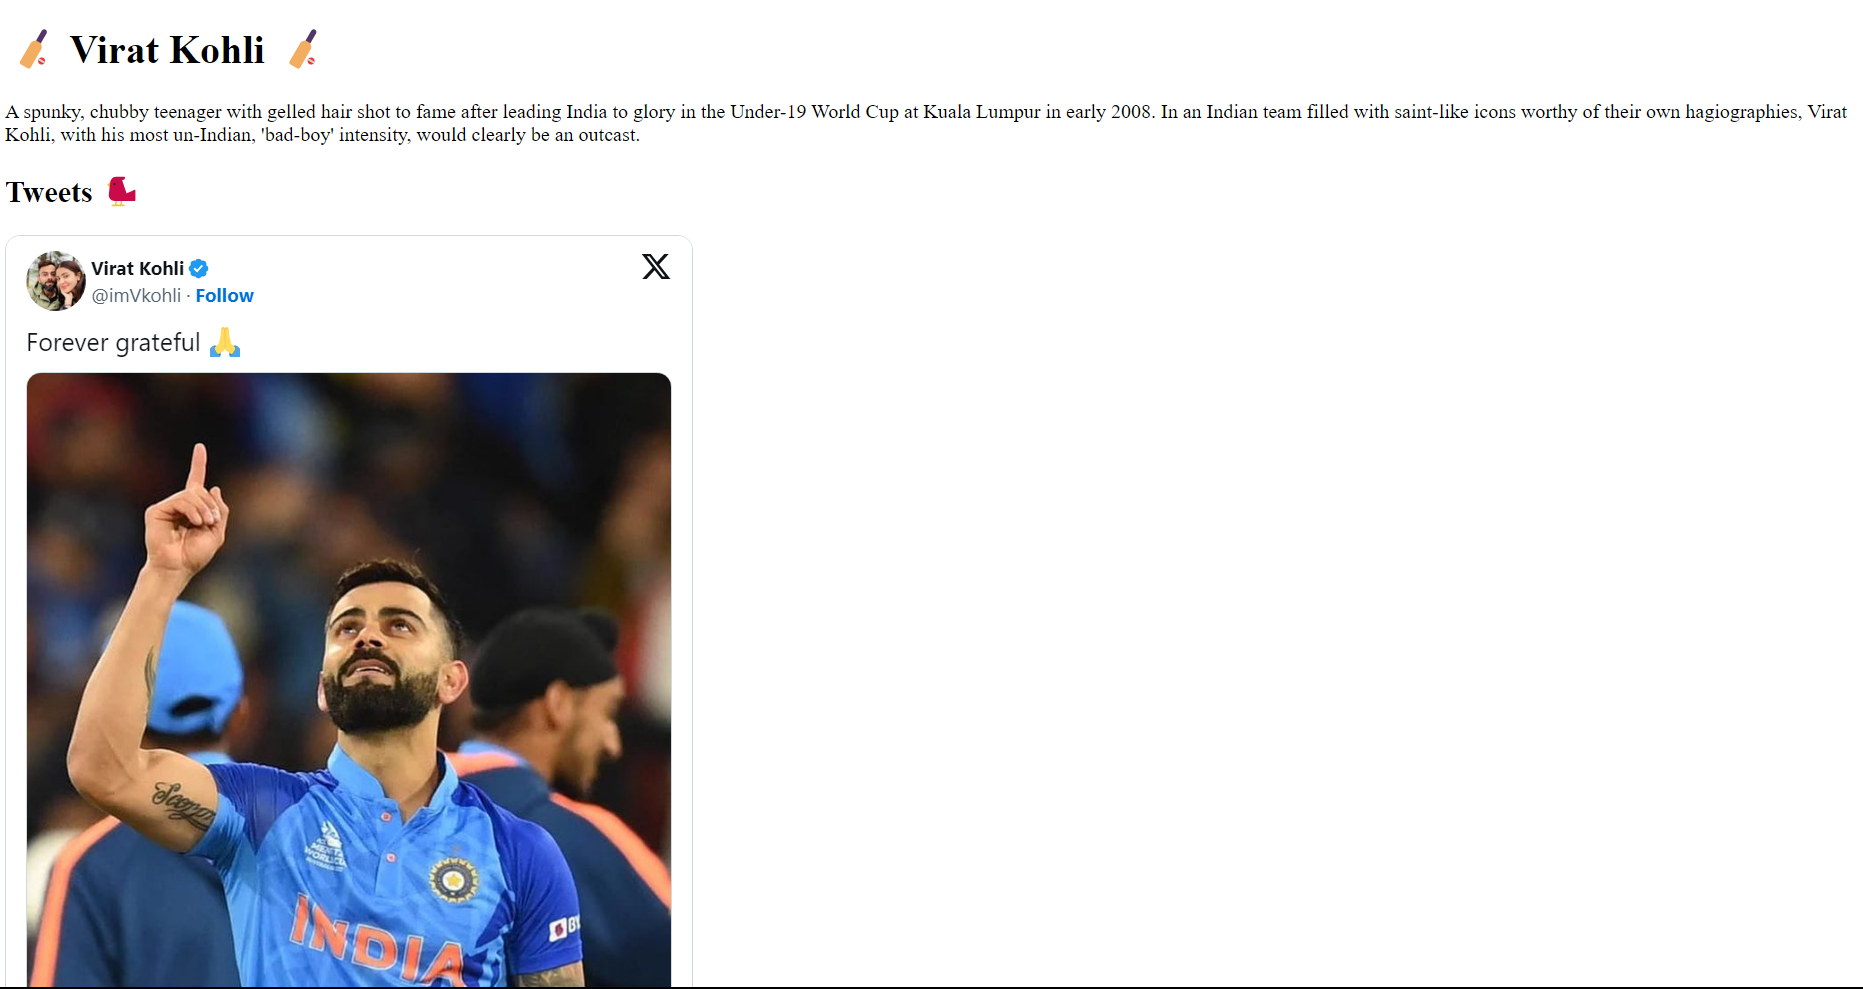 Virat Kohli
A spunky, chubby teenager with gelled hair shot to fame after leading India to glory in the Under-19 World Cup at Kuala Lumpur in early 2008. In an Indian team filled with saint-like icons worthy of their own hagiographies, Virat
Kohli, with his most un-Indian, 'bad-boy' intensity, would clearly be an outcast.
Tweets
Virat Kohli
@imVkohli · Follow
Forever grateful 🙏
INDIA